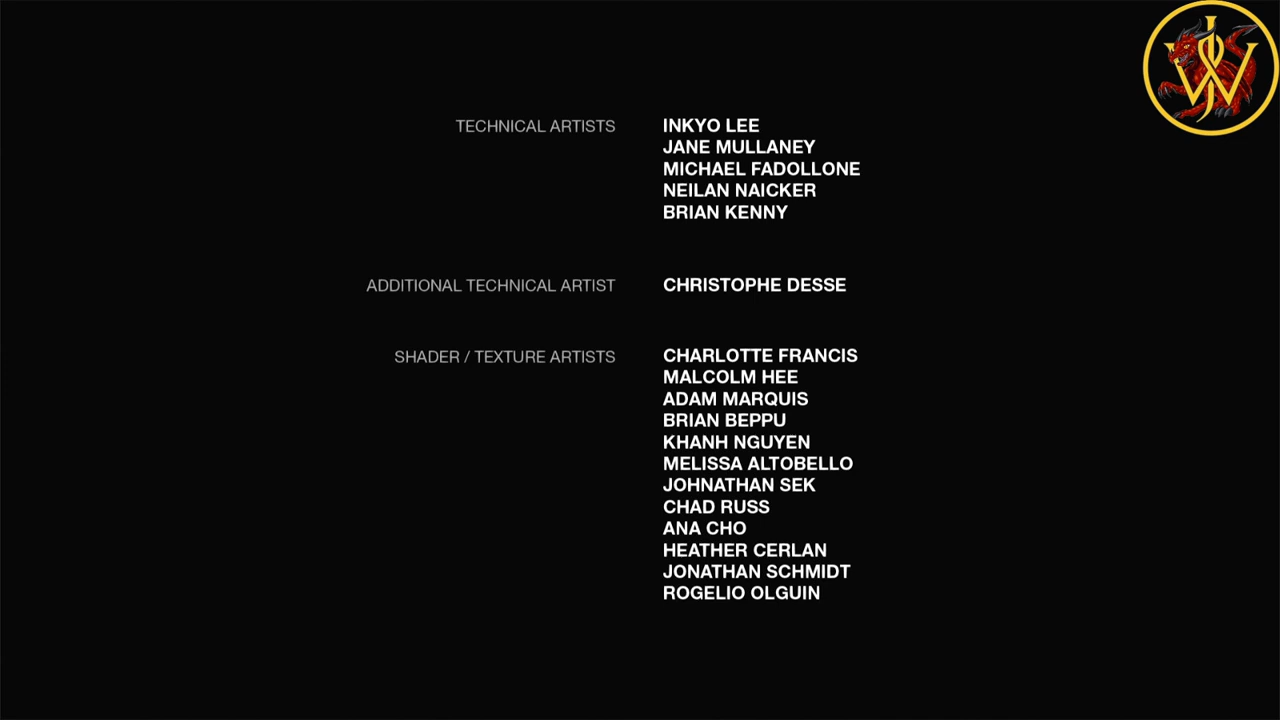 TECHNICAL ARTISTS INKYO LEE
JANE MULLANEY
MICHAEL FADOLLONE
NEILAN NAICKER
BRIAN KENNY
ADDITIONAL TECHNICAL ARTIST CHRISTOPHE DESSE
SHADER / TEXTURE ARTISTS CHARLOTTE FRANCIS
MALCOLM HEE
ADAM MARQUIS
BRIAN BEPPU
KHANH NGUYEN
MELISSA ALTOBELLO
JOHNATHAN SEK
CHAD RUSS
ANA CHO
HEATHER CERLAN
JONATHAN SCHMIDT
ROGELIO OLGUIN